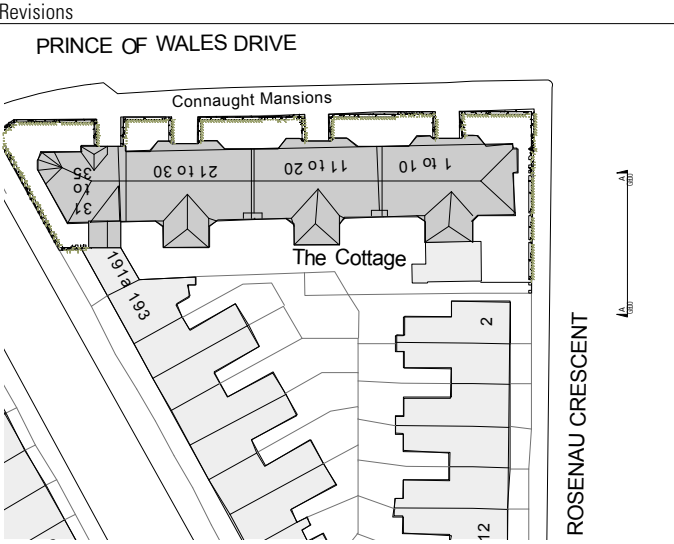 Revisions
PRINCE OF WALES DRIVE
Connaught Mansions
31
to
35
21 to 30
11 to 20
1 to 10
The Cottage
191a
193
2
12
ROSENAU CRESCENT
A
A